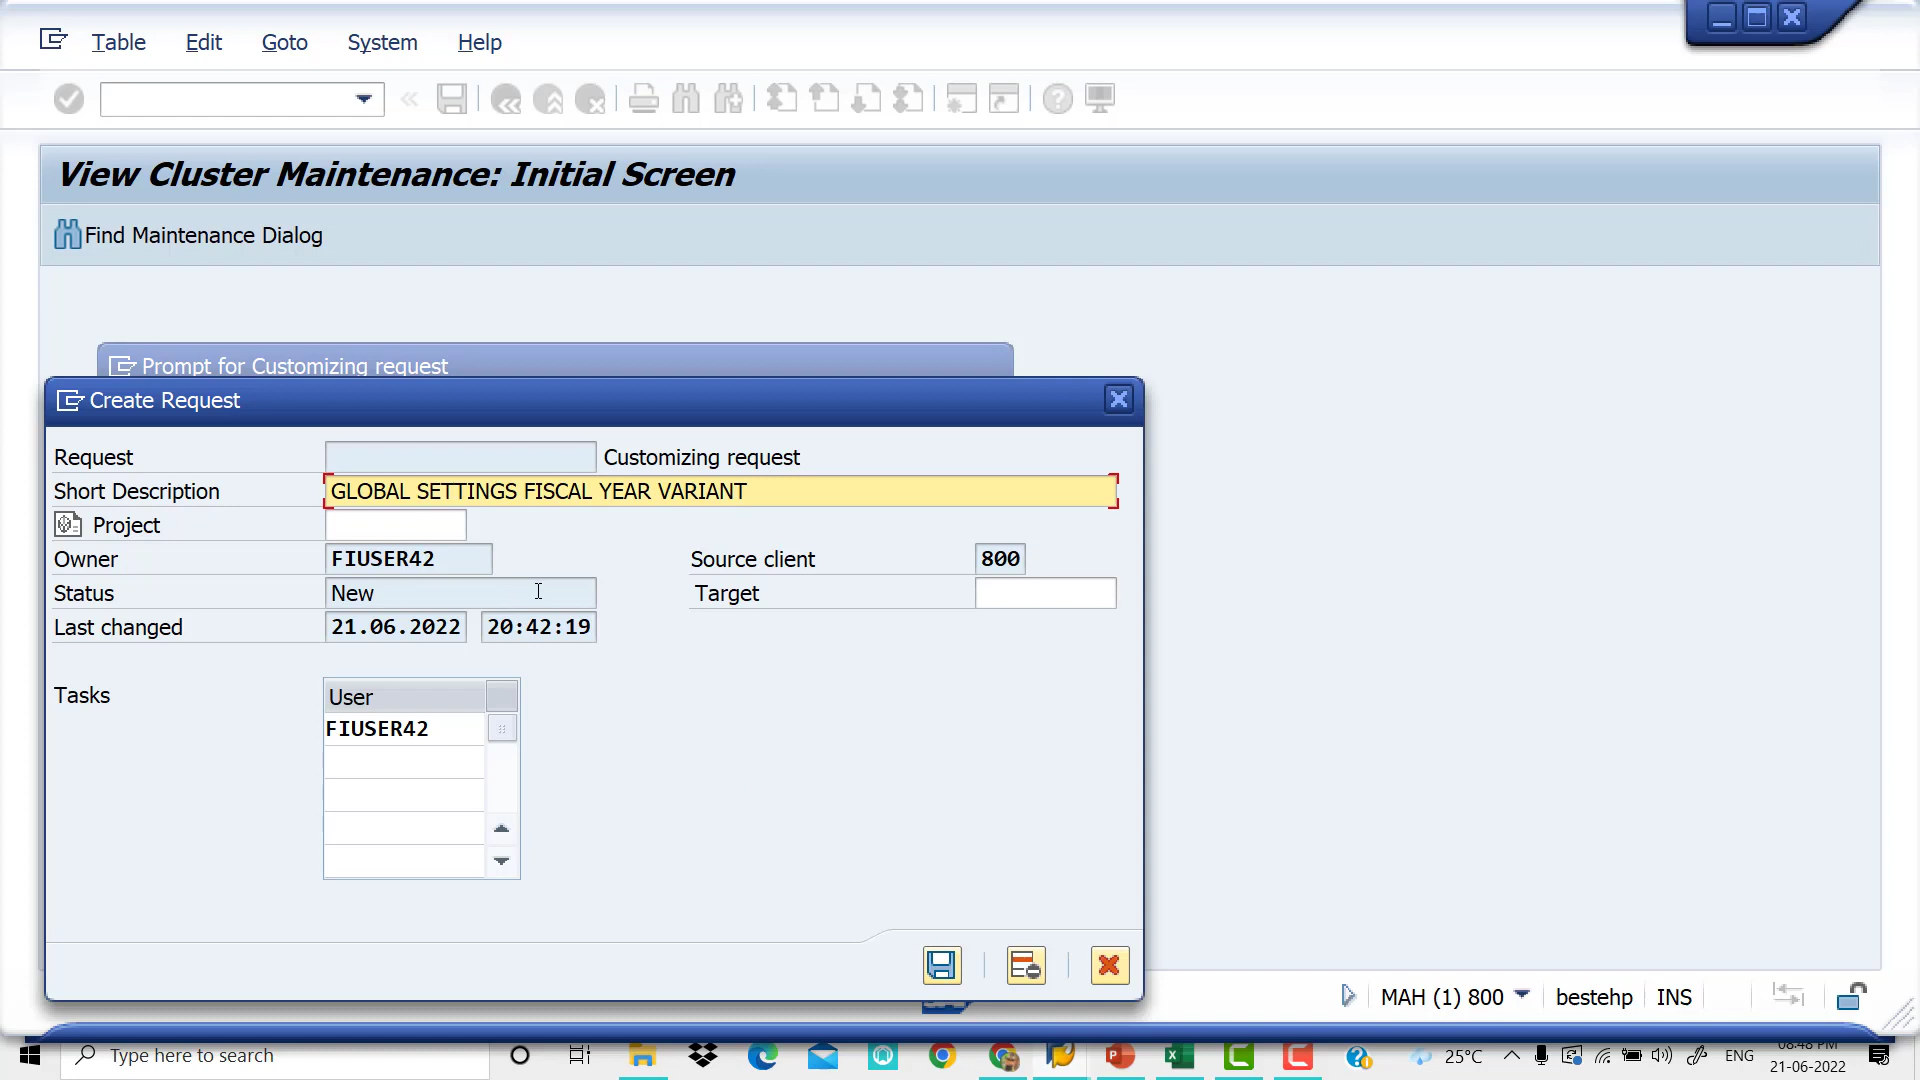 Table Edit Goto System Help
View Cluster Maintenance: Initial Screen
Find Maintenance Dialog
Prompt for Customizing request
Create Request
Request Customizing request
Short Description GLOBAL SETTINGS FISCAL YEAR VARIANT
Project
Owner FIUSER42 Source client 800
Status New Target
Last changed 21.06.2022 20:42:19
Tasks User
FIUSER42
MAH (1) 800 bestehp INS
Type here to search 25°C ENG 08:48 PM
21-06-2022